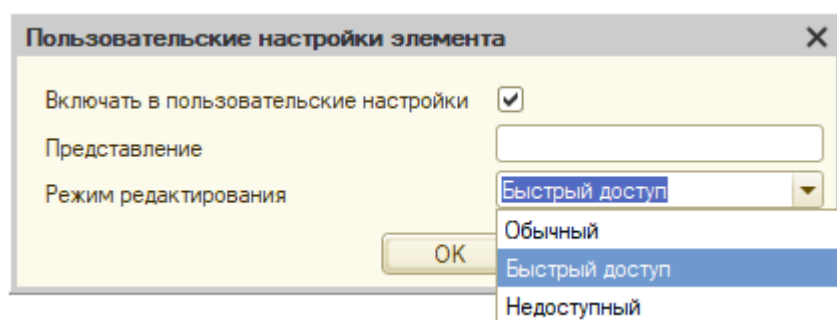 Пользовательские настройки элемента
Включать в пользовательские настройки
Представление
Режим редактирования Быстрый доступ
Обычный
OK Быстрый доступ
Недоступный